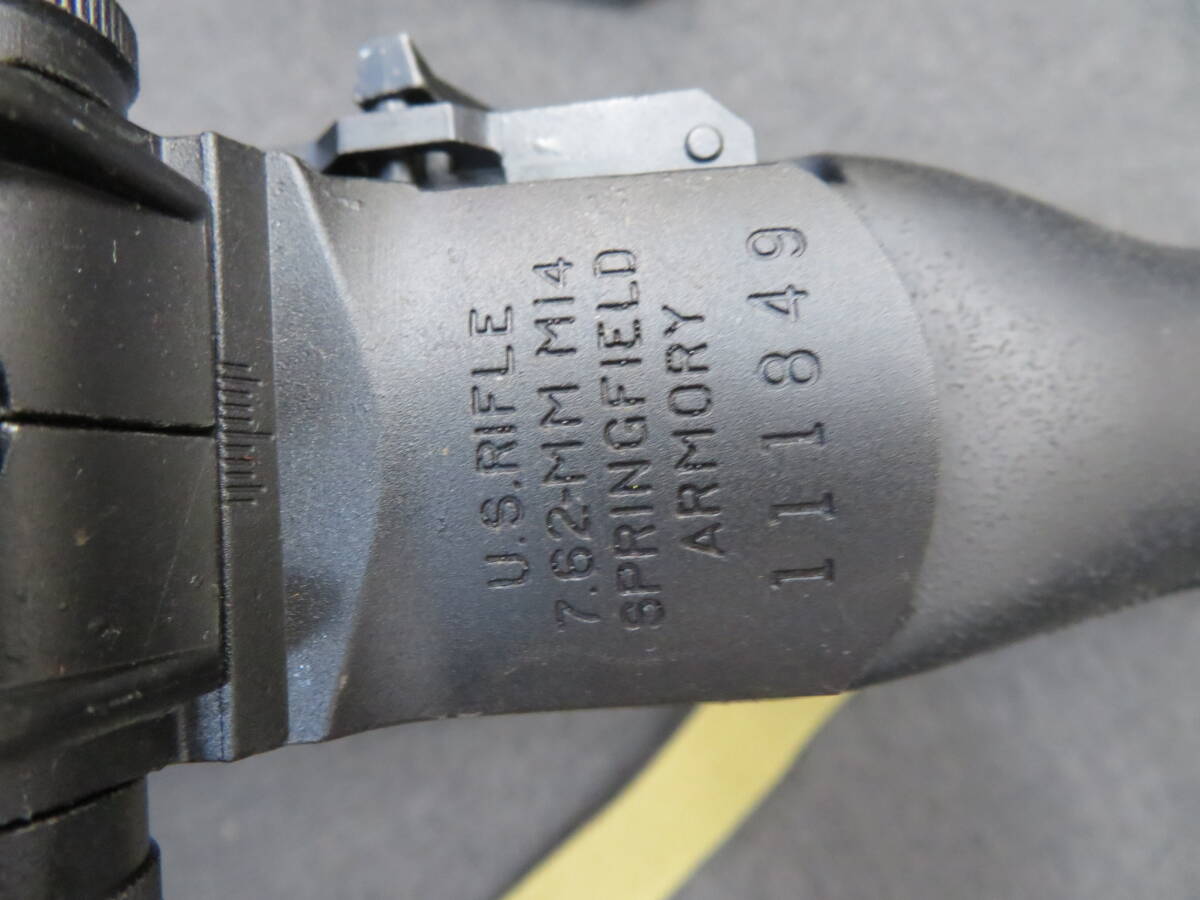 U.S.RIFLE
7.62-MM M14
SPRINGFIELD
ARMORY
111849